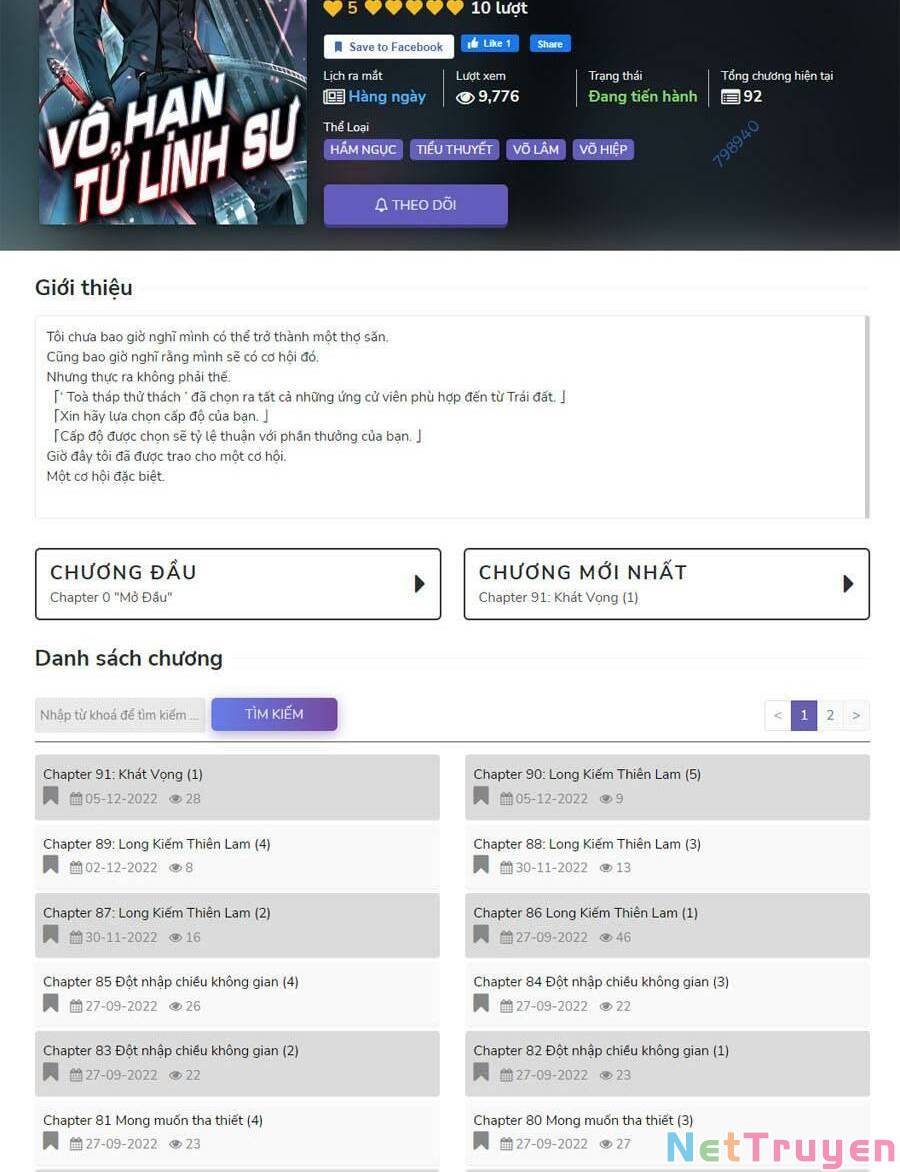 5 10 lượt
Save to Facebook Like 1 Share
Lịch ra mắt Lượt xem Trạng thái Tổng chương hiện tại
Hàng ngày 9,776 Đang tiến hành 92
Thể Loại
HẦM NGỤC TIỂU THUYẾT VÕ LÂM VÕ HIỆP
798940
THEO DÕI
VÔ HẠN
TỬ LINH SƯ
Giới thiệu
Tôi chưa bao giờ nghĩ mình có thể trở thành một thợ săn.
Cũng bao giờ nghĩ rằng mình sẽ có cơ hội đó.
Nhưng thực ra không phải thế.
「' Toà tháp thử thách ' đã chọn ra tất cả những ứng cử viên phù hợp đến từ Trái đất. 」
「Xin hãy lựa chọn cấp độ của bạn. 」
「Cấp độ được chọn sẽ tỷ lệ thuận với phần thưởng của bạn. 」
Giờ đây tôi đã được trao cho một cơ hội.
Một cơ hội đặc biệt.
CHƯƠNG ĐẦU
Chapter 0 "Mở Đầu"
CHƯƠNG MỚI NHẤT
Chapter 91: Khát Vọng (1)
Danh sách chương
Nhập từ khoá để tìm kiếm ... TÌM KIẾM < 1 2 >
Chapter 91: Khát Vọng (1)
05-12-2022 28
Chapter 90: Long Kiếm Thiên Lam (5)
05-12-2022 9
Chapter 89: Long Kiếm Thiên Lam (4)
02-12-2022 8
Chapter 88: Long Kiếm Thiên Lam (3)
30-11-2022 13
Chapter 87: Long Kiếm Thiên Lam (2)
30-11-2022 16
Chapter 86 Long Kiếm Thiên Lam (1)
27-09-2022 46
Chapter 85 Đột nhập chiều không gian (4)
27-09-2022 26
Chapter 84 Đột nhập chiều không gian (3)
27-09-2022 22
Chapter 83 Đột nhập chiều không gian (2)
27-09-2022 22
Chapter 82 Đột nhập chiều không gian (1)
27-09-2022 23
Chapter 81 Mong muốn tha thiết (4)
27-09-2022 23
Chapter 80 Mong muốn tha thiết (3)
27-09-2022 27
NetTruyen